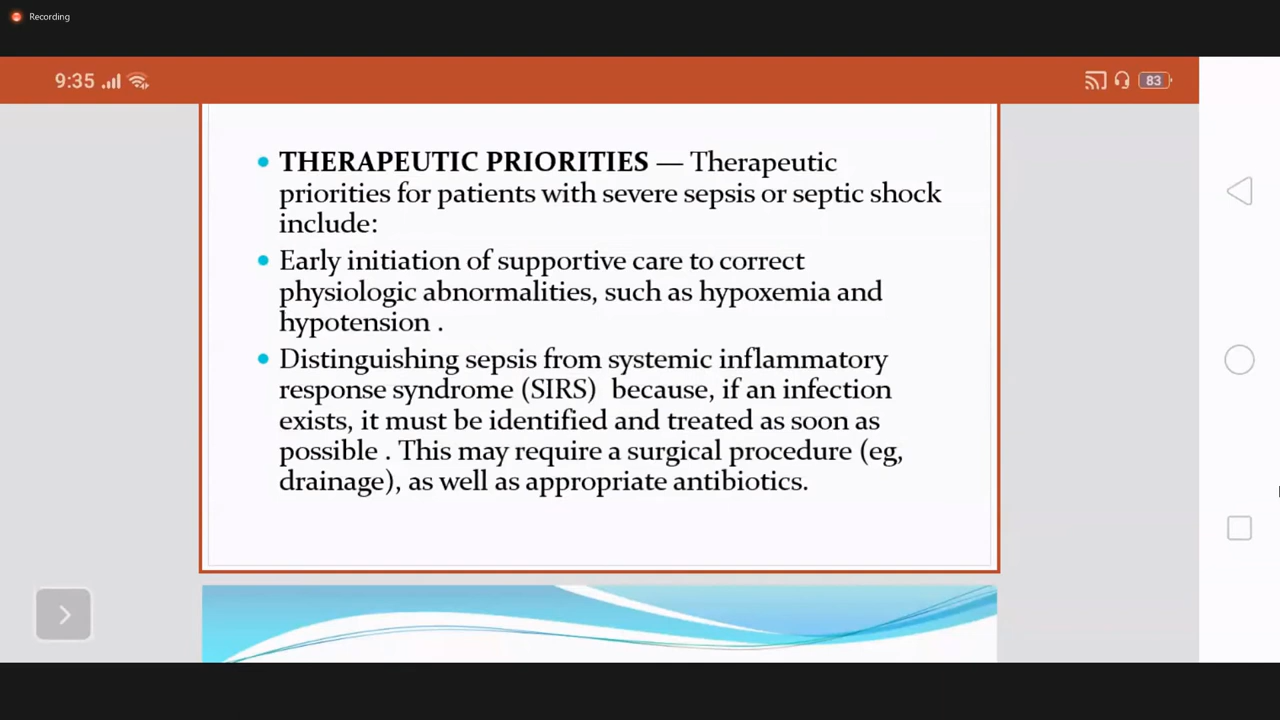 Recording
9:35
83
THERAPEUTIC PRIORITIES — Therapeutic
priorities for patients with severe sepsis or septic shock
include:
Early initiation of supportive care to correct
physiologic abnormalities, such as hypoxemia and
hypotension .
Distinguishing sepsis from systemic inflammatory
response syndrome (SIRS)  because, if an infection
exists, it must be identified and treated as soon as
possible . This may require a surgical procedure (eg,
drainage), as well as appropriate antibiotics.